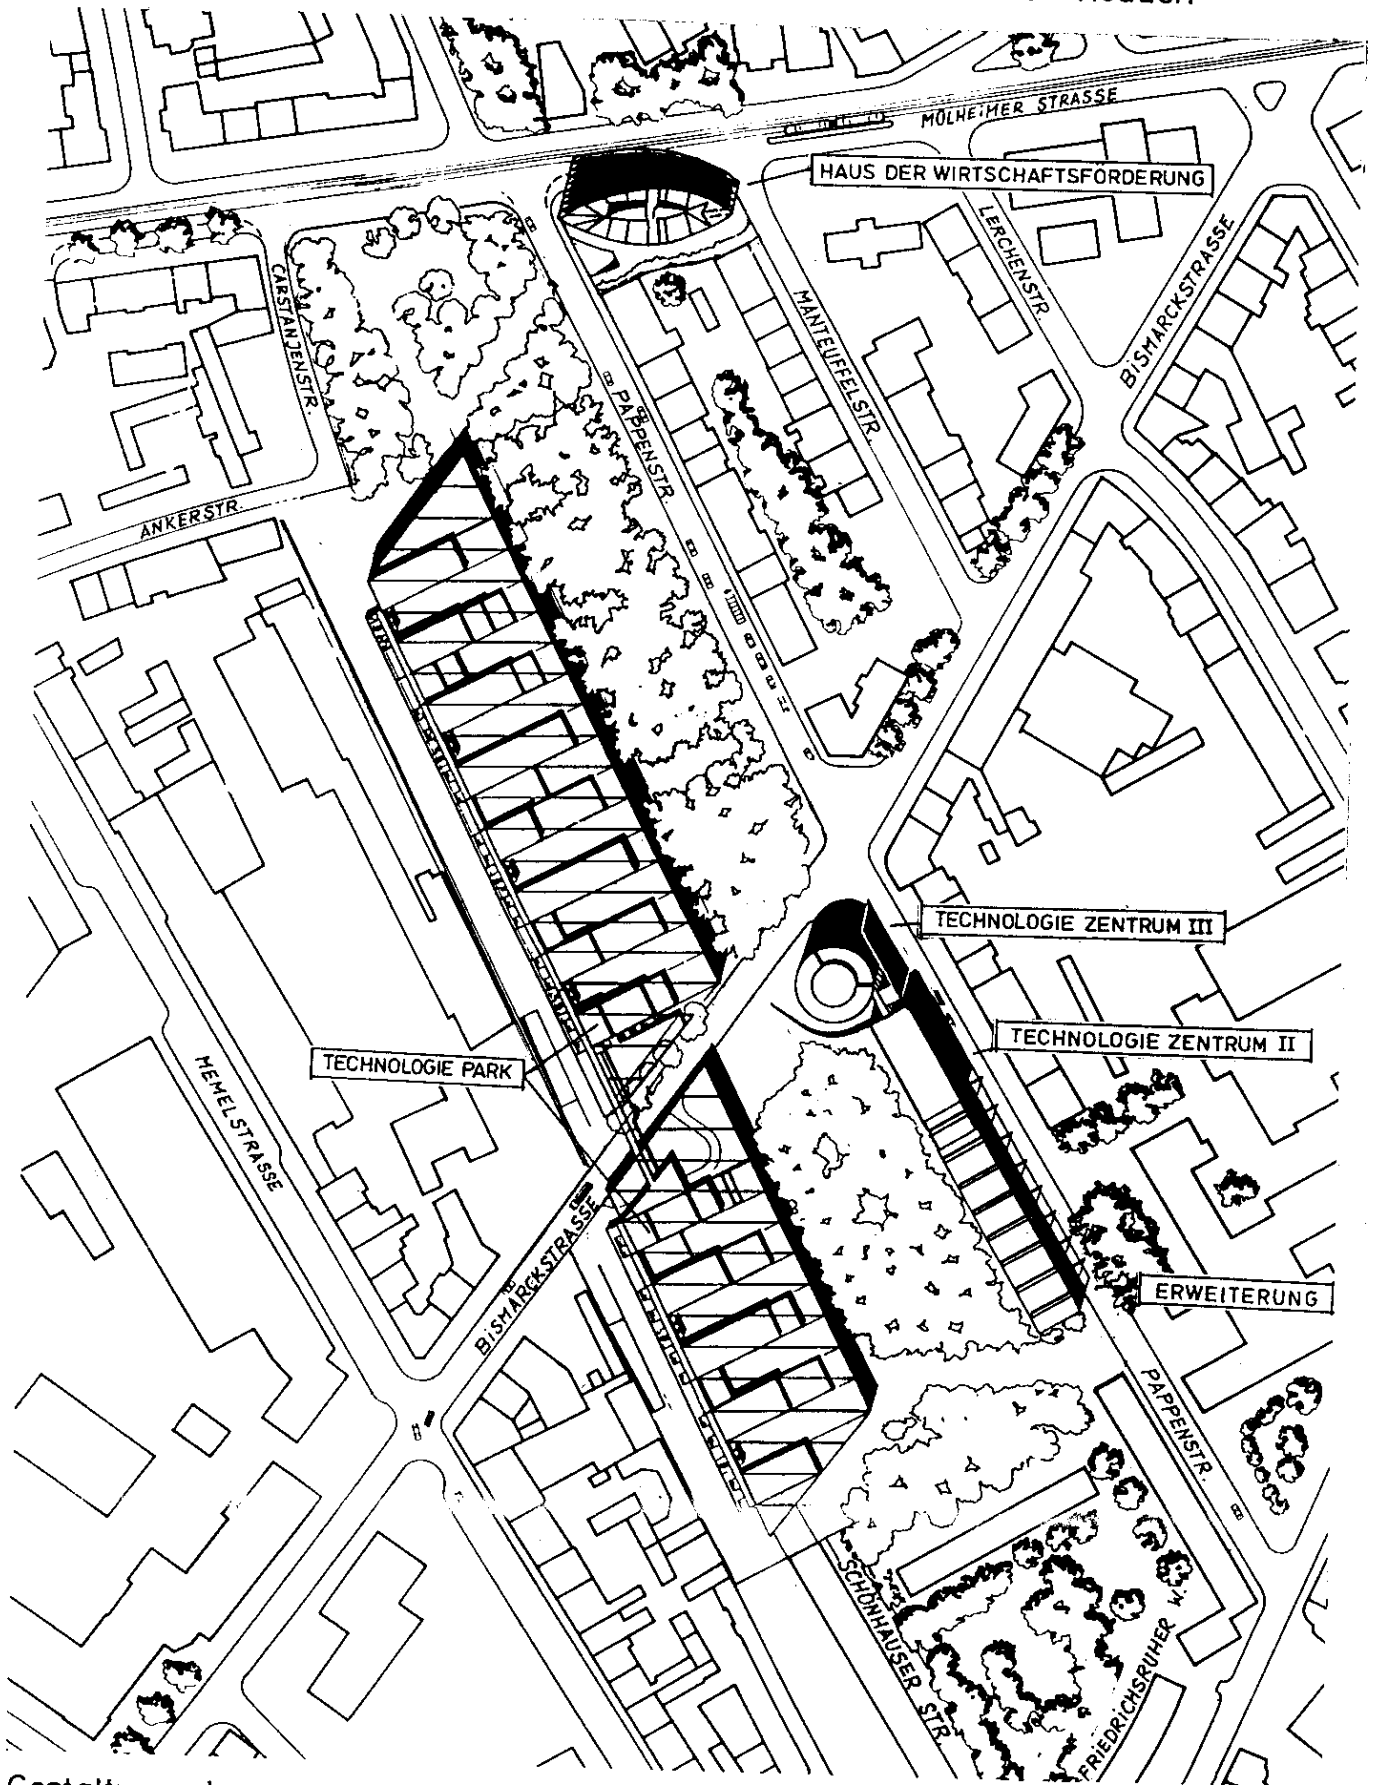 MÜLHEIMER STRASSE
HAUS DER WIRTSCHAFTSFÖRDERUNG
LERCHENSTR.
BISMARCKSTRASSE
CARSTANJENSTR.
MANTEUFFELSTR.
PAPPENSTR.
ANKERSTR.
TECHNOLOGIE ZENTRUM III
TECHNOLOGIE ZENTRUM II
TECHNOLOGIE PARK
MEMELSTRASSE
BISMARCKSTRASSE
ERWEITERUNG
PAPPENSTR.
SCHÖNHAUSER STR.
FRIEDRICHSRUHER W.